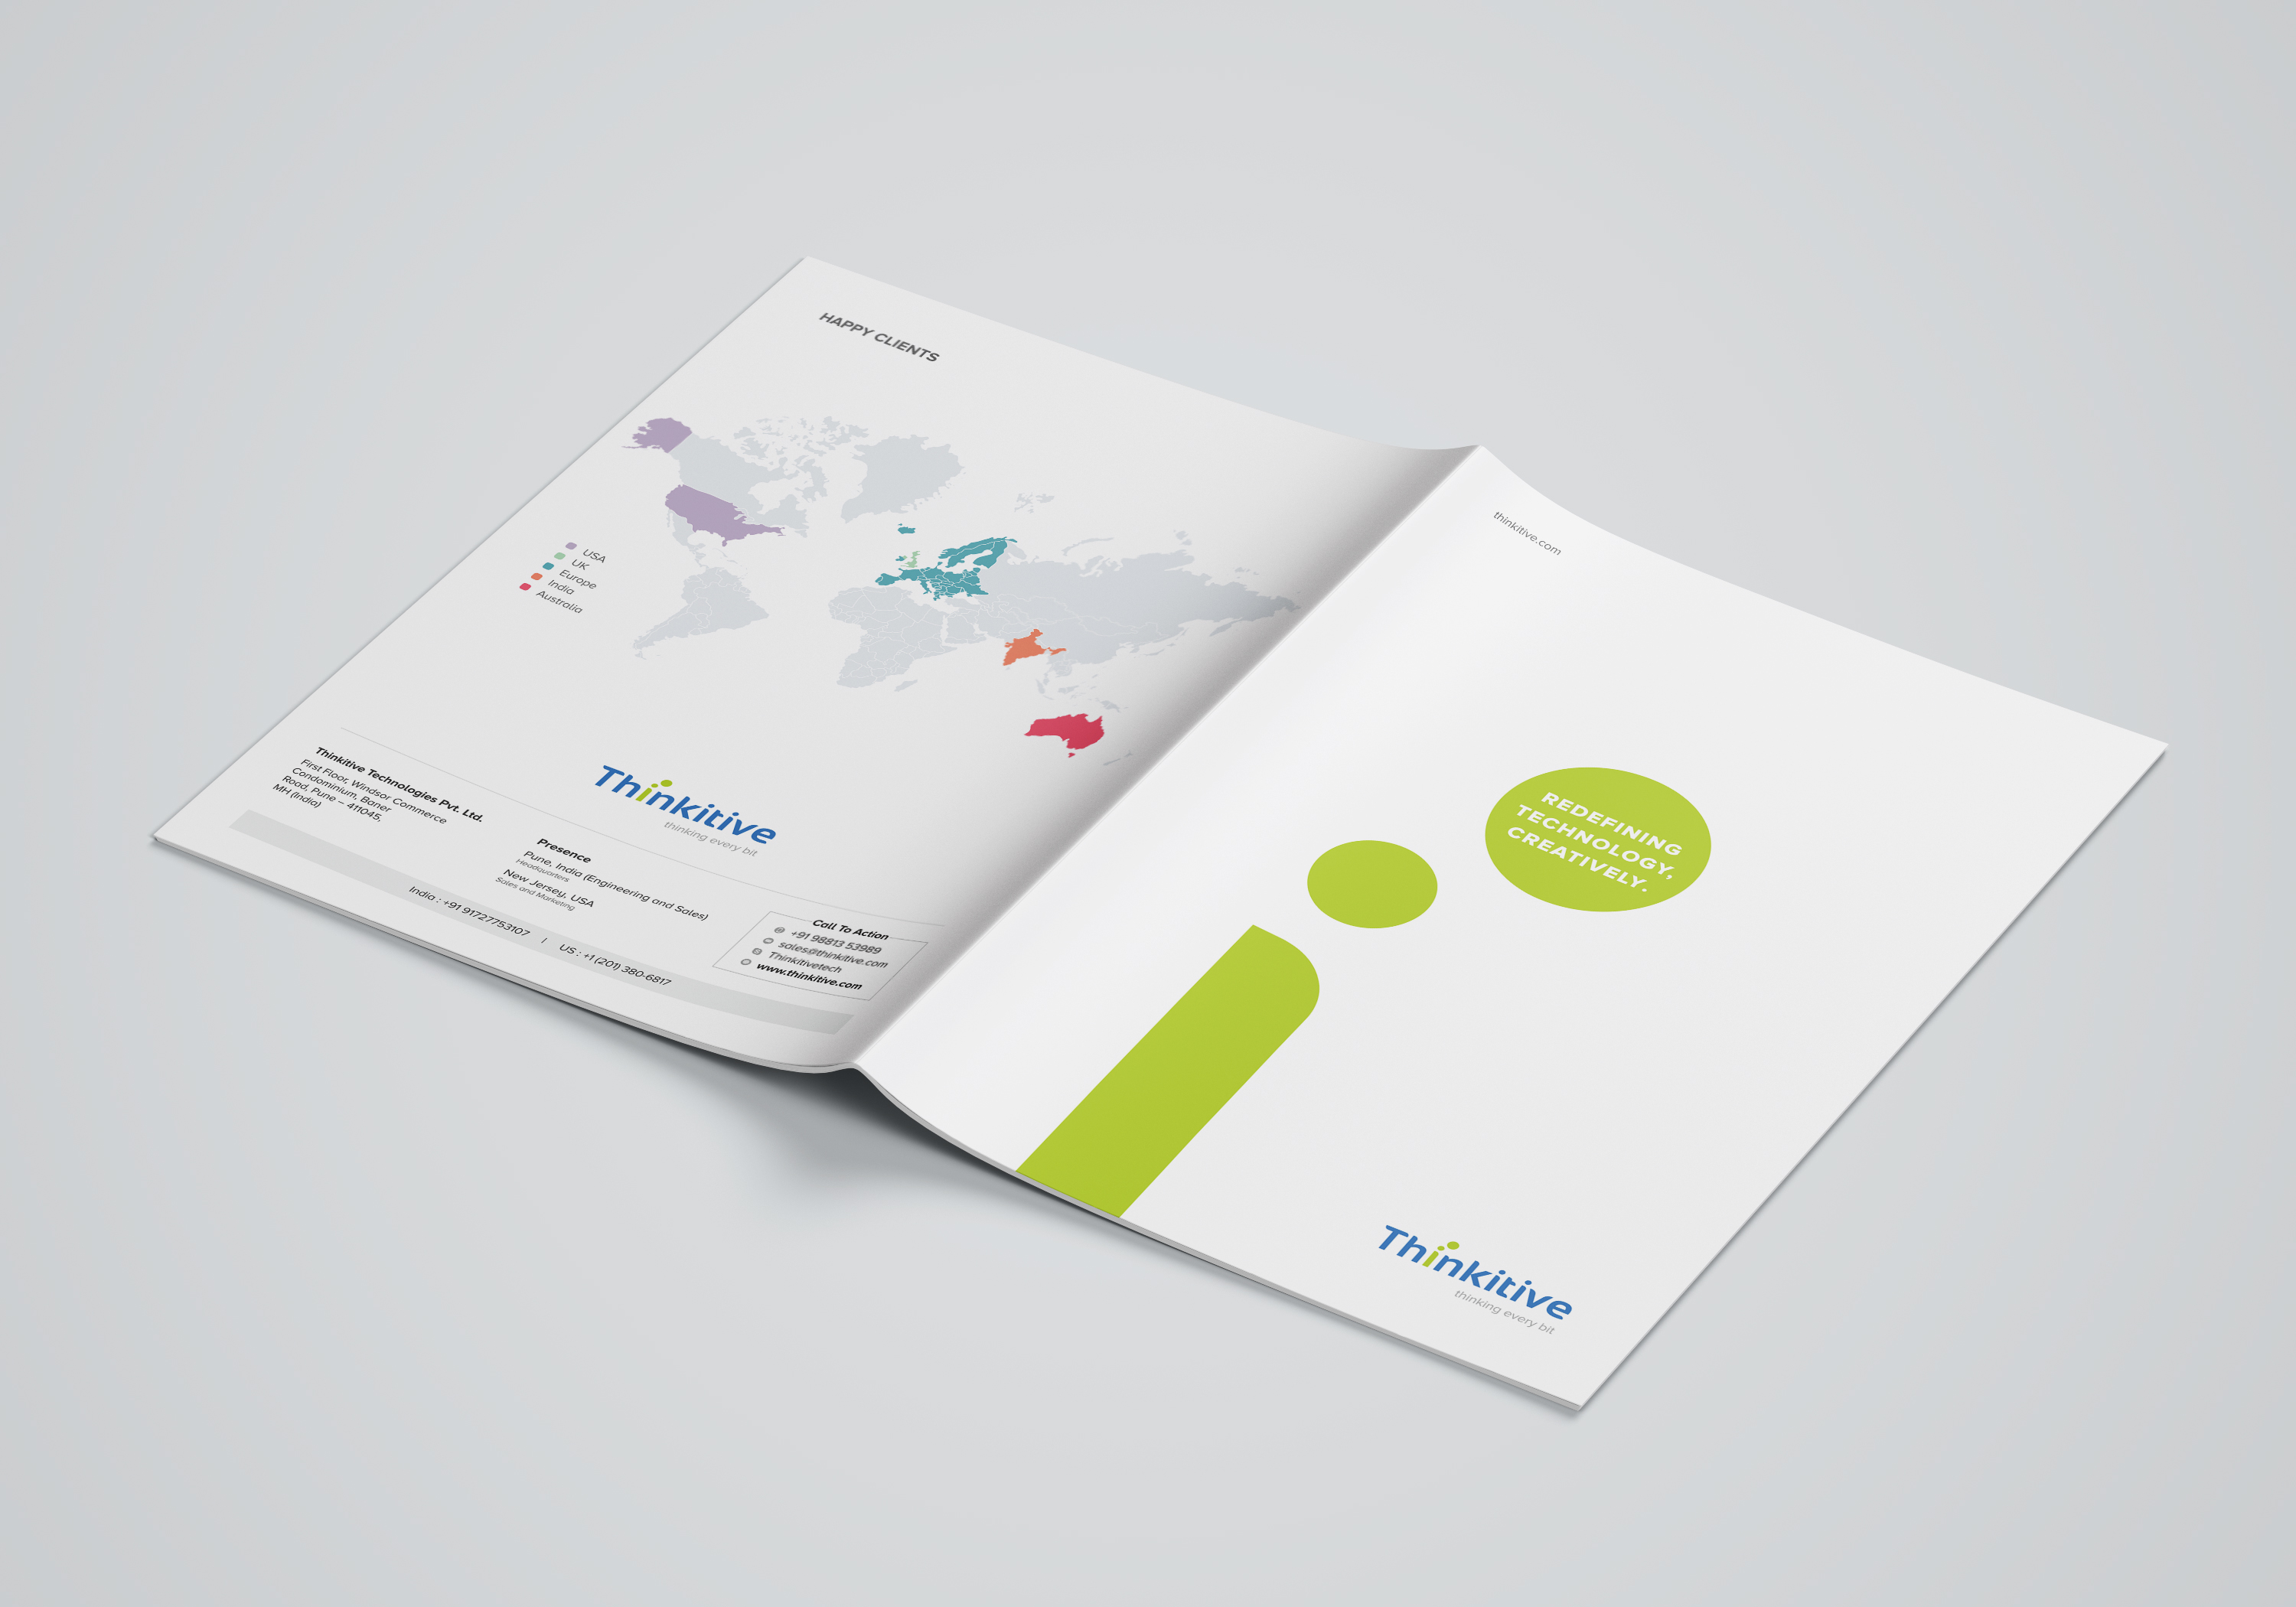 HAPPY CLIENTS
USA
UK
Europe
India
Australia
Thinkitive
thinking every bit
Thinkitive Technologies Pvt. Ltd.
First Floor, Windsor Commerce
Condominium, Baner
Road, Pune – 411045,
MH (India)
Presence
Pune, India (Engineering and Sales)
Headquarters
New Jersey, USA
Sales and Marketing
Call To Action
+91 98813 53989
sales@thinkitive.com
Thinkitivetech
www.thinkitive.com
India : +91 91727753107 | US : +1 (201) 380-6817
thinkitive.com
REDEFINING
TECHNOLOGY,
CREATIVELY.
Thinkitive
thinking every bit